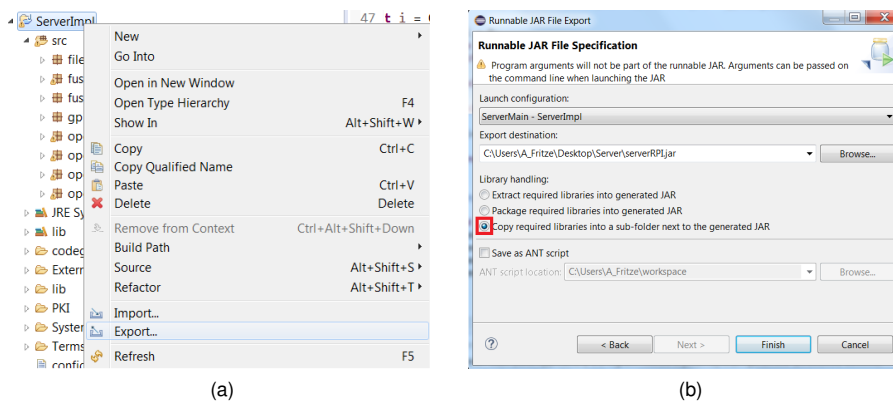 ServerImpl
src
file
fus
fus
gp
op
op
op
op
JRE Sy
lib
codeg
Extern
lib
PKI
System
Terms
config
47 t i =
New
Go Into
Open in New Window
Open Type Hierarchy F4
Show In Alt+Shift+W
Copy Ctrl+C
Copy Qualified Name
Paste Ctrl+V
Delete Delete
Remove from Context Ctrl+Alt+Shift+Down
Build Path
Source Alt+Shift+S
Refactor Alt+Shift+T
Import...
Export...
Refresh F5
(a)
Runnable JAR File Export
Runnable JAR File Specification
Program arguments will not be part of the runnable JAR. Arguments can be passed on
the command line when launching the JAR
Launch configuration:
ServerMain - ServerImpl
Export destination:
C:\Users\A_Fritze\Desktop\Server\serverRPI.jar Browse...
Library handling:
Extract required libraries into generated JAR
Package required libraries into generated JAR
Copy required libraries into a sub-folder next to the generated JAR
Save as ANT script
ANT script location: C:\Users\A_Fritze\workspace Browse...
? < Back Next > Finish Cancel
(b)